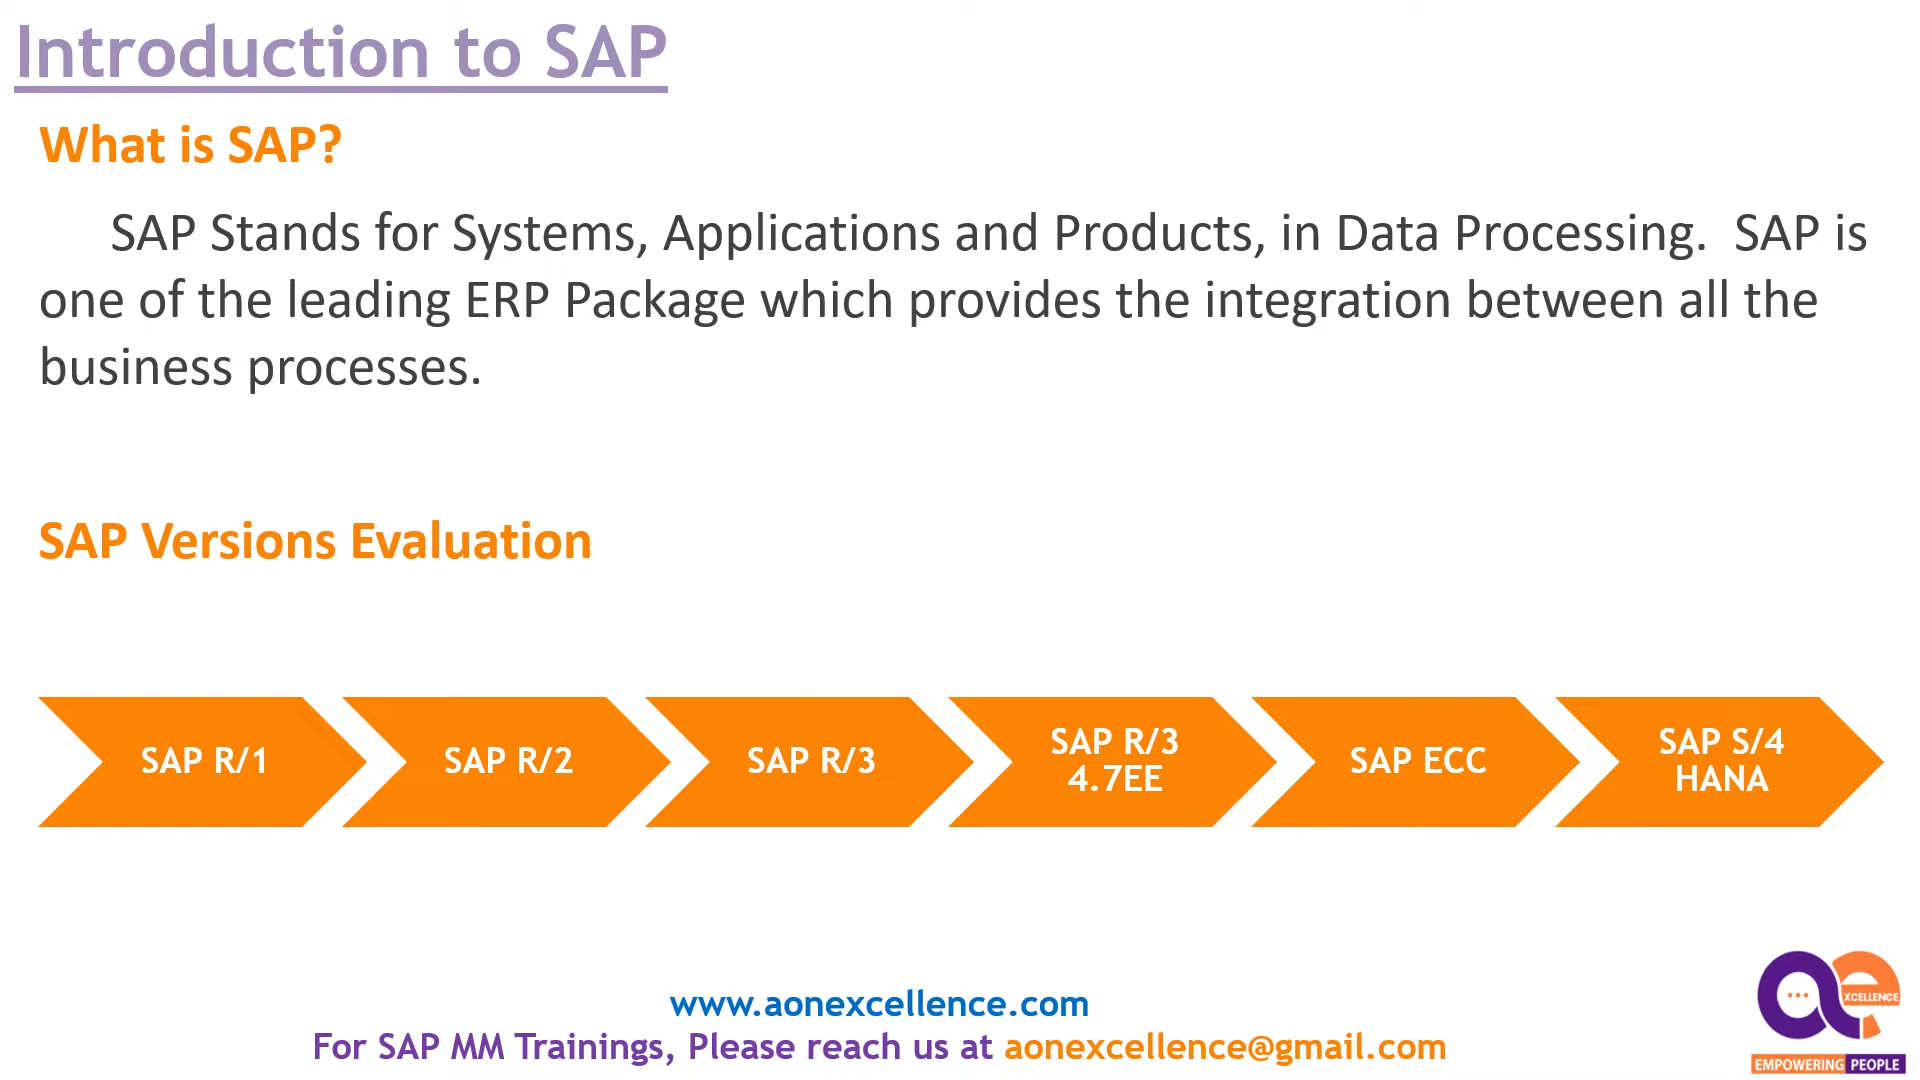 Introduction to SAP
What is SAP?
SAP Stands for Systems, Applications and Products, in Data Processing.  SAP is
one of the leading ERP Package which provides the integration between all the
business processes.
SAP Versions Evaluation
SAP R/1
SAP R/2
SAP R/3
SAP R/3
4.7EE
SAP ECC
SAP S/4
HANA
www.aonexcellence.com
For SAP MM Trainings, Please reach us at aonexcellence@gmail.com
ae
XCELLENCE
EMPOWERING PEOPLE